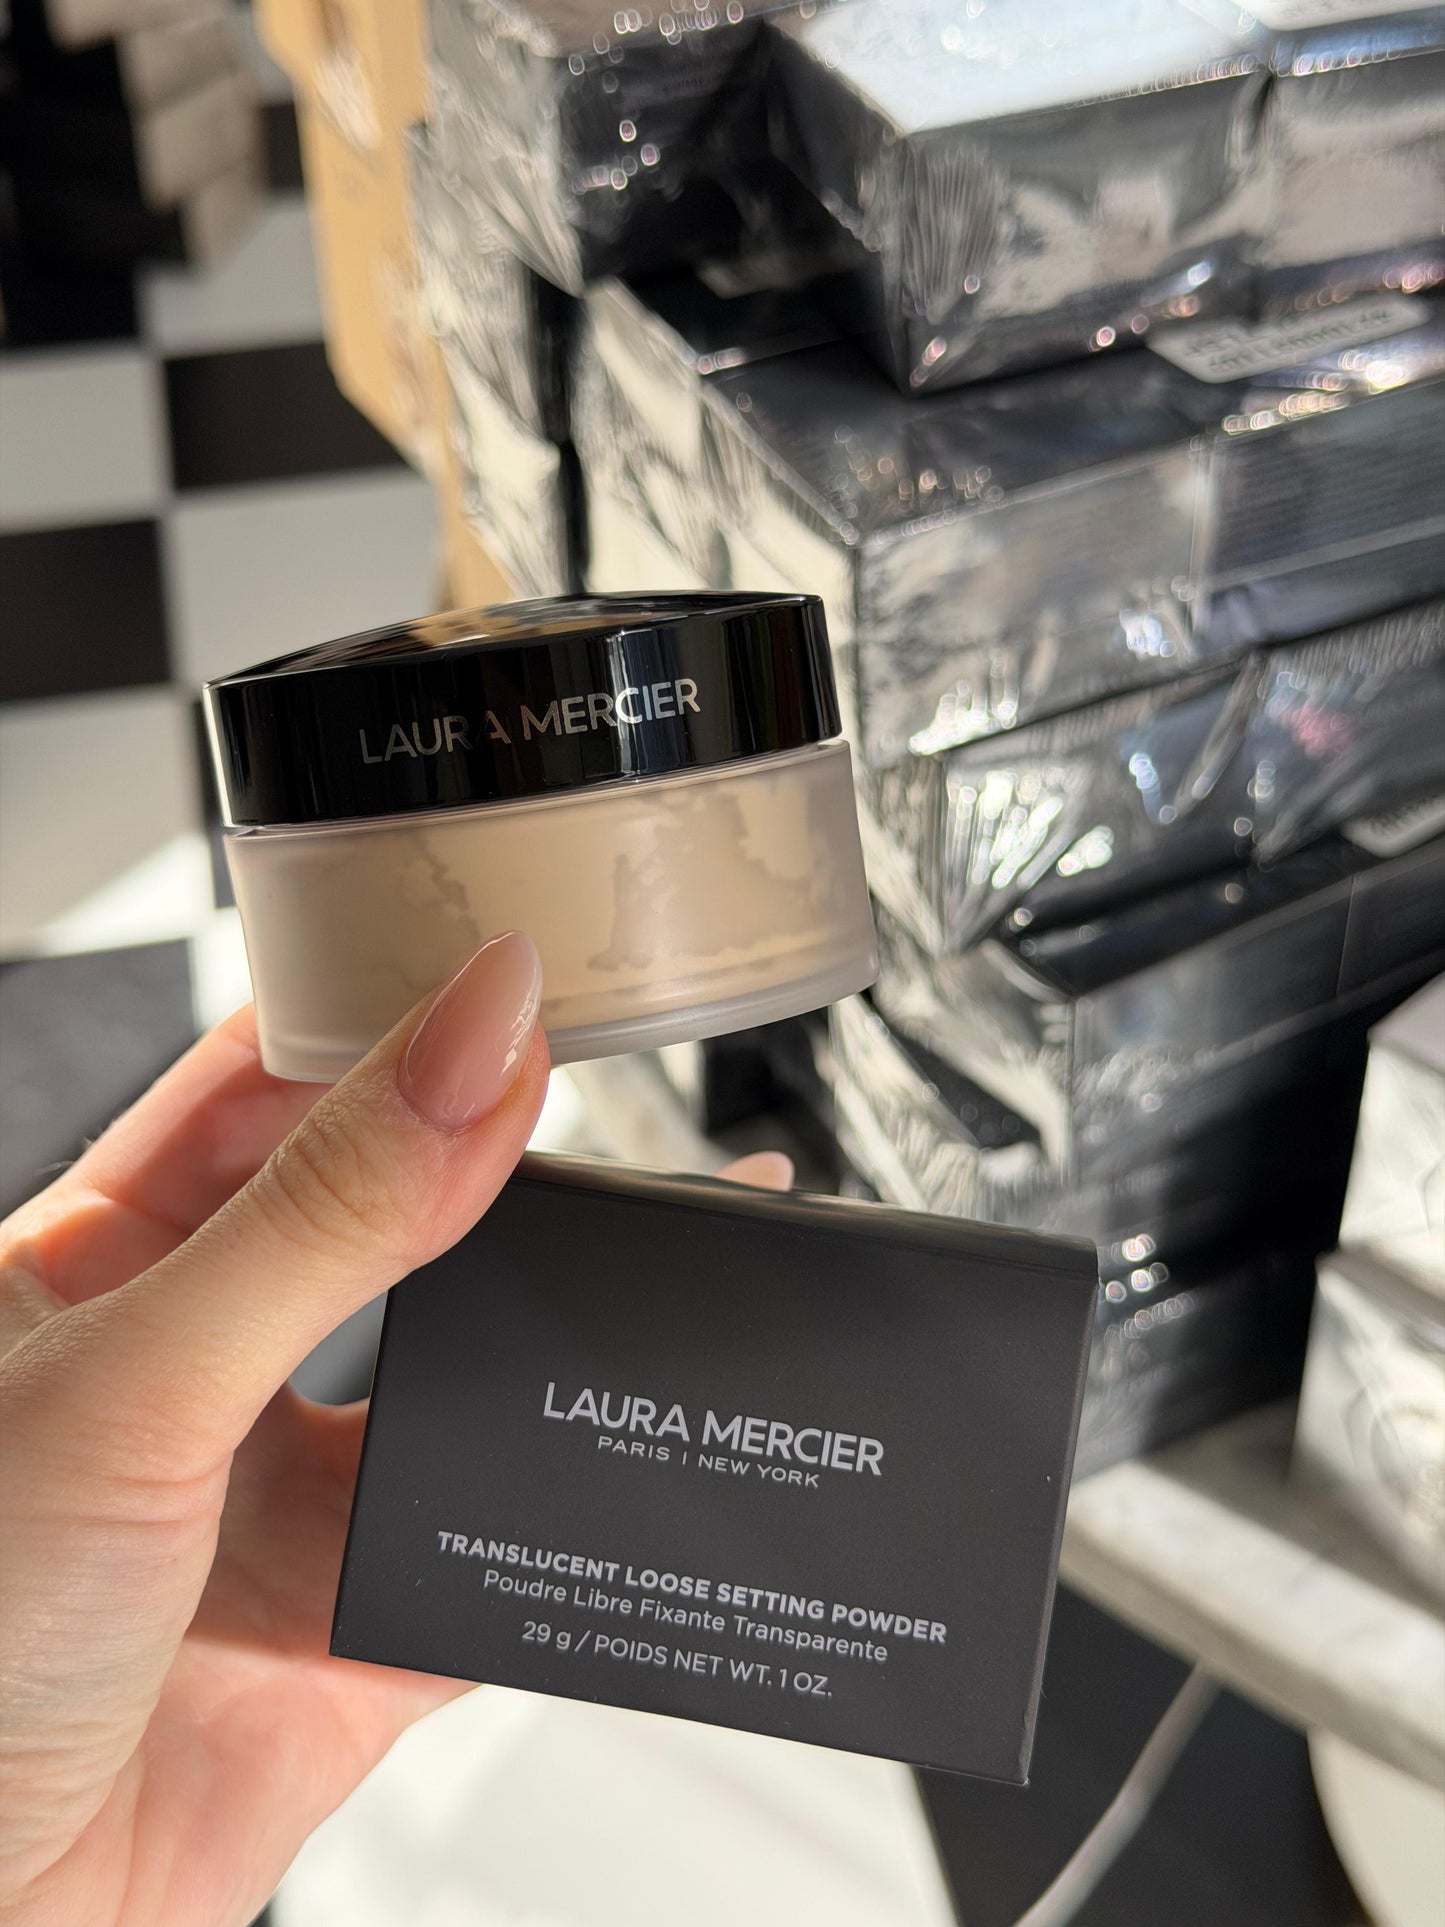 LAURA MERCIER
LAURA MERCIER
PARIS | NEW YORK
TRANSLUCENT LOOSE SETTING POWDER
Poudre Libre Fixante Transparente
29 g / POIDS NET WT. 1 OZ.